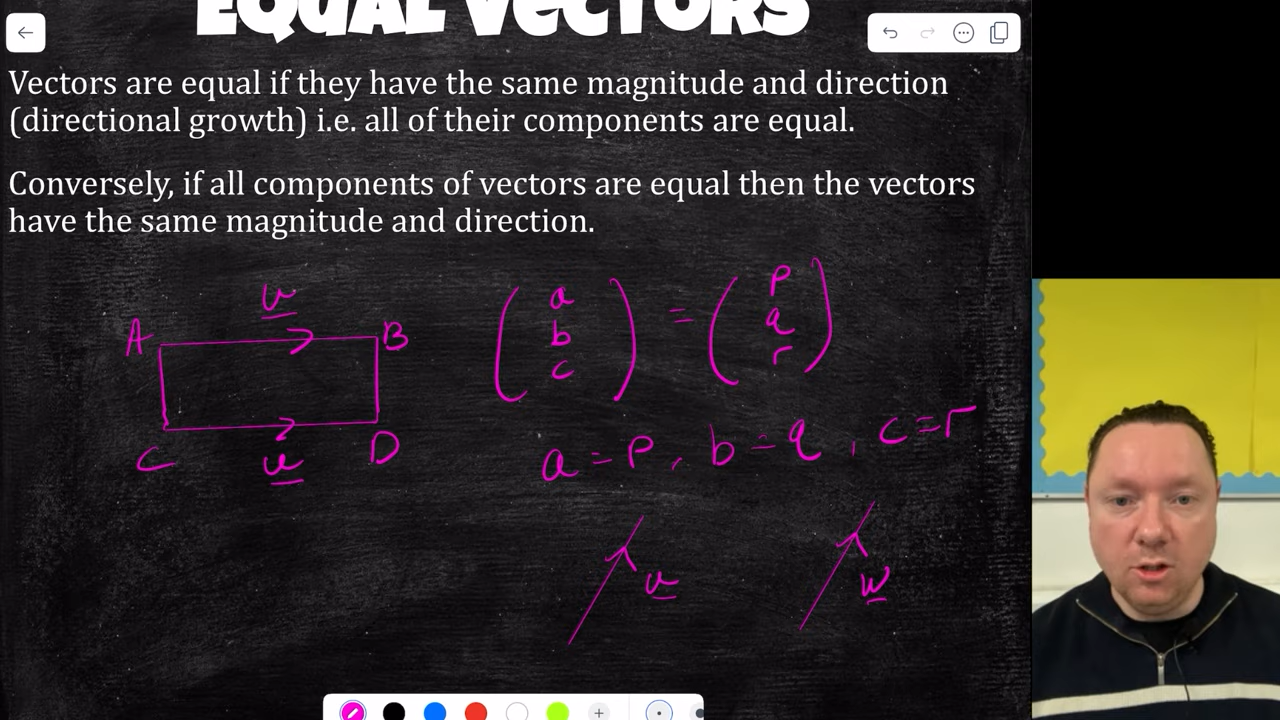 EQUAL VECTORS
Vectors are equal if they have the same magnitude and direction
(directional growth) i.e. all of their components are equal.
Conversely, if all components of vectors are equal then the vectors
have the same magnitude and direction.
u
A B
C u D
a
b
c
=
p
q
r
a = p , b = q , c = r
u w